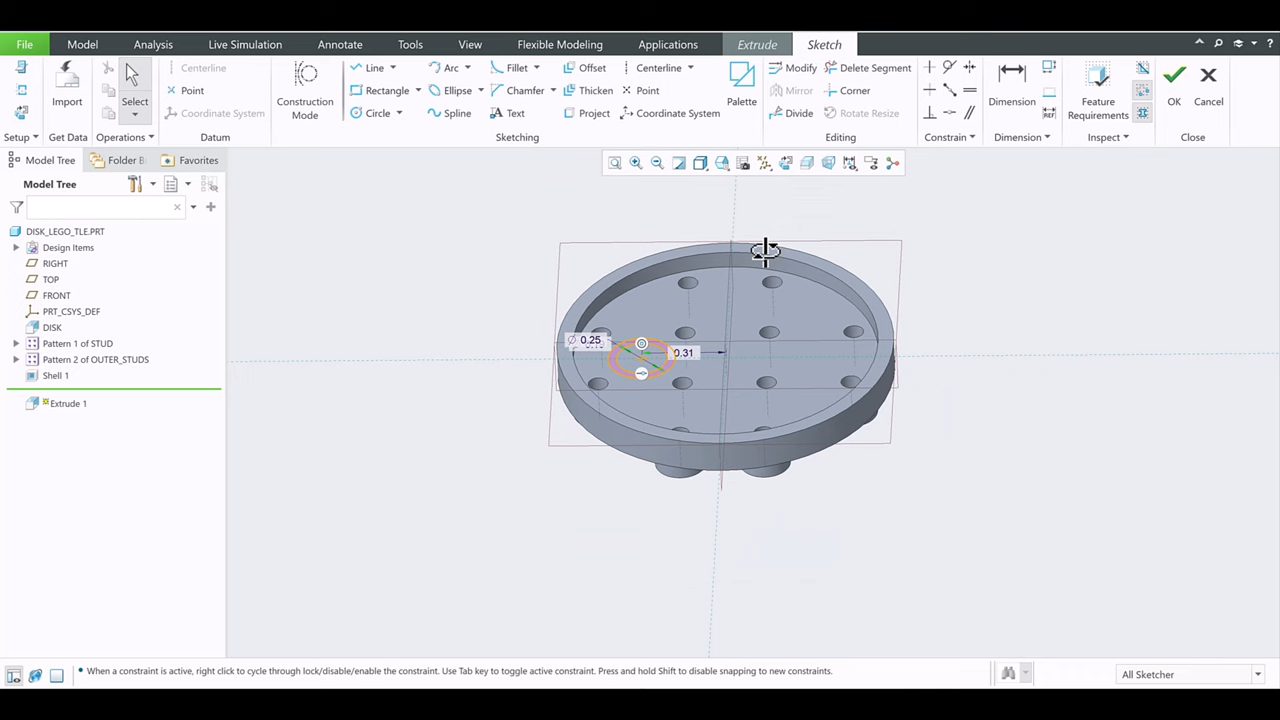 File Model Analysis Live Simulation Annotate Tools View Flexible Modeling Applications Extrude Sketch
Import
Select
Centerline
Point
Coordinate System
Construction
Mode
Line Arc Fillet Offset Centerline
Rectangle Ellipse Chamfer Thicken Point
Circle Spline Text Project Coordinate System
Palette
Modify Delete Segment
Mirror Corner
Divide Rotate Resize
Dimension
Feature
Requirements
OK Cancel
Setup Get Data Operations Datum Sketching Editing Constrain Dimension Inspect Close
Model Tree Folder B Favorites
Model Tree
DISK_LEGO_TLE.PRT
Design Items
RIGHT
TOP
FRONT
PRT_CSYS_DEF
DISK
Pattern 1 of STUD
Pattern 2 of OUTER_STUDS
Shell 1
Extrude 1
Ø 0.25
0.31
When a constraint is active, right click to cycle through lock/disable/enable the constraint. Use Tab key to toggle active constraint. Press and hold Shift to disable snapping to new constraints.
All Sketcher